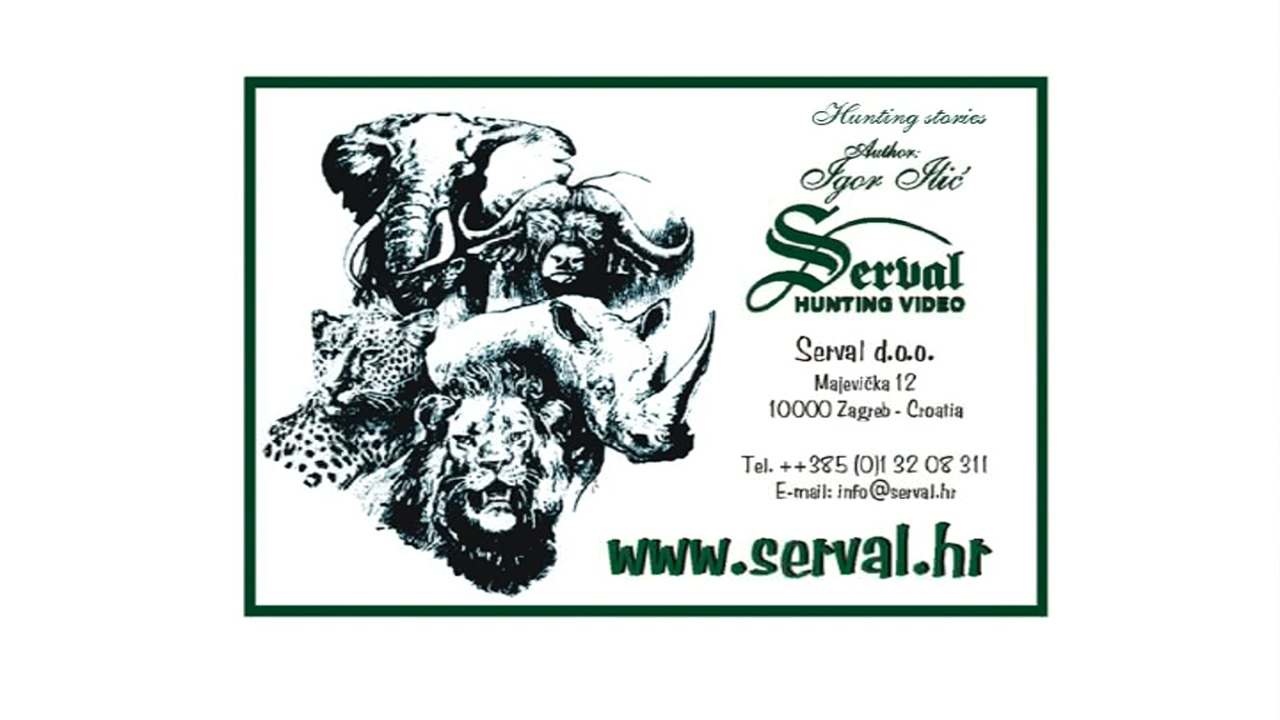 Hunting stories
Author:
Igor Ilić
Serval
HUNTING VIDEO
Serval d.o.o.
Majevička 12
10000 Zagreb - Croatia
Tel. ++385 (0)1 32 08 311
E-mail: info@serval.hr
www.serval.hr